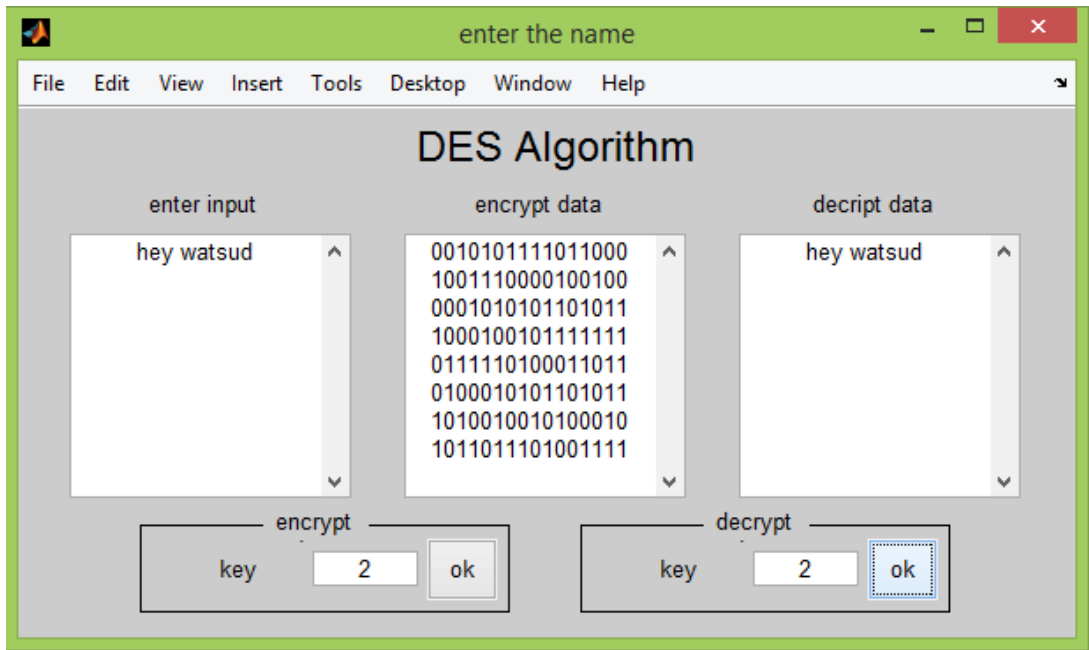 enter the name
File Edit View Insert Tools Desktop Window Help
DES Algorithm
enter input
encrypt data
decript data
hey watsud
0010101111011000
1001110000100100
0001010101101011
1000100101111111
0111110100011011
0100010101101011
1010010010100010
1011011101001111
hey watsud
encrypt
key 2 ok
decrypt
key 2 ok